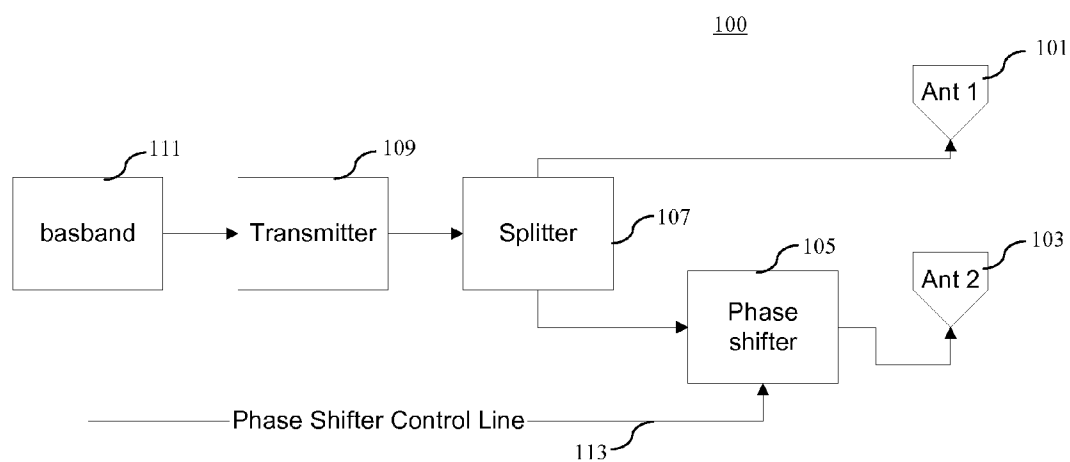 100
101
Ant 1
111
109
basband
Transmitter
Splitter
107
105
103
Ant 2
Phase
shifter
Phase Shifter Control Line
113